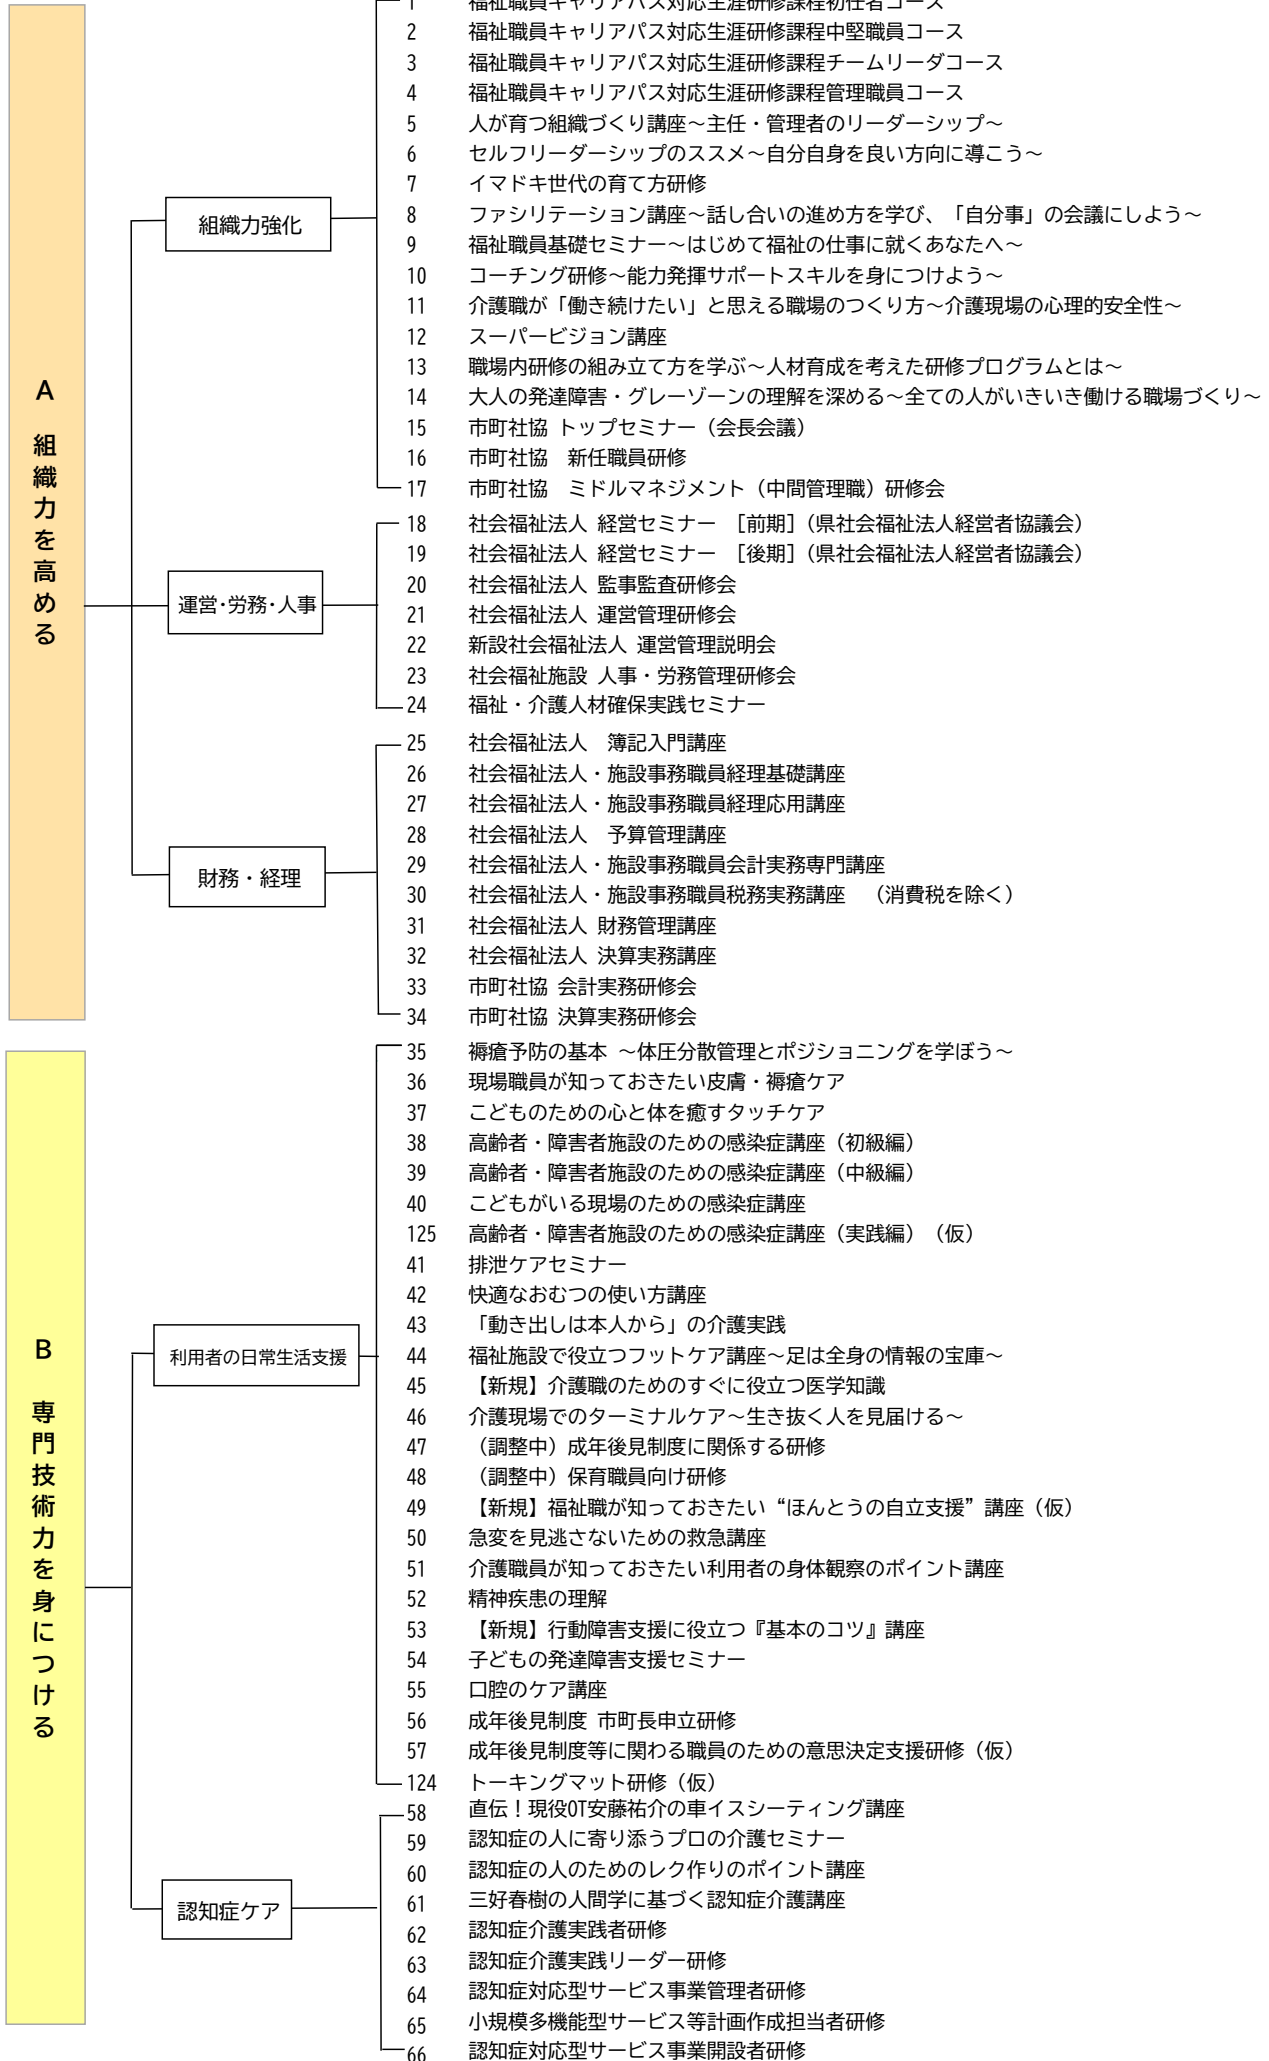 A 組織力を高める
組織力強化
1 福祉職員キャリアパス対応生涯研修課程初任者コース
2 福祉職員キャリアパス対応生涯研修課程中堅職員コース
3 福祉職員キャリアパス対応生涯研修課程チームリーダコース
4 福祉職員キャリアパス対応生涯研修課程管理職員コース
5 人が育つ組織づくり講座～主任・管理者のリーダーシップ～
6 セルフリーダーシップのススメ～自分自身を良い方向に導こう～
7 イマドキ世代の育て方研修
8 ファシリテーション講座～話し合いの進め方を学び、「自分事」の会議にしよう～
9 福祉職員基礎セミナー～はじめて福祉の仕事に就くあなたへ～
10 コーチング研修～能力発揮サポートスキルを身につけよう～
11 介護職が「働き続けたい」と思える職場のつくり方～介護現場の心理的安全性～
12 スーパービジョン講座
13 職場内研修の組み立て方を学ぶ～人材育成を考えた研修プログラムとは～
14 大人の発達障害・グレーゾーンの理解を深める～全ての人がいきいき働ける職場づくり～
15 市町社協 トップセミナー（会長会議）
16 市町社協　新任職員研修
17 市町社協　ミドルマネジメント（中間管理職）研修会
運営・労務・人事
18 社会福祉法人 経営セミナー ［前期］（県社会福祉法人経営者協議会）
19 社会福祉法人 経営セミナー ［後期］（県社会福祉法人経営者協議会）
20 社会福祉法人 監事監査研修会
21 社会福祉法人 運営管理研修会
22 新設社会福祉法人 運営管理説明会
23 社会福祉施設 人事・労務管理研修会
24 福祉・介護人材確保実践セミナー
財務・経理
25 社会福祉法人　簿記入門講座
26 社会福祉法人・施設事務職員経理基礎講座
27 社会福祉法人・施設事務職員経理応用講座
28 社会福祉法人　予算管理講座
29 社会福祉法人・施設事務職員会計実務専門講座
30 社会福祉法人・施設事務職員税務実務講座　（消費税を除く）
31 社会福祉法人 財務管理講座
32 社会福祉法人 決算実務講座
33 市町社協 会計実務研修会
34 市町社協 決算実務研修会
B 専門技術力を身につける
利用者の日常生活支援
35 褥瘡予防の基本 ～体圧分散管理とポジショニングを学ぼう～
36 現場職員が知っておきたい皮膚・褥瘡ケア
37 こどものための心と体を癒すタッチケア
38 高齢者・障害者施設のための感染症講座（初級編）
39 高齢者・障害者施設のための感染症講座（中級編）
40 こどもがいる現場のための感染症講座
125 高齢者・障害者施設のための感染症講座（実践編）（仮）
41 排泄ケアセミナー
42 快適なおむつの使い方講座
43 「動き出しは本人から」の介護実践
44 福祉施設で役立つフットケア講座～足は全身の情報の宝庫～
45 【新規】介護職のためのすぐに役立つ医学知識
46 介護現場でのターミナルケア～生き抜く人を見届ける～
47 （調整中）成年後見制度に関係する研修
48 （調整中）保育職員向け研修
49 【新規】福祉職が知っておきたい“ほんとうの自立支援”講座（仮）
50 急変を見逃さないための救急講座
51 介護職員が知っておきたい利用者の身体観察のポイント講座
52 精神疾患の理解
53 【新規】行動障害支援に役立つ『基本のコツ』講座
54 子どもの発達障害支援セミナー
55 口腔のケア講座
56 成年後見制度 市町長申立研修
57 成年後見制度等に関わる職員のための意思決定支援研修（仮）
124 トーキングマット研修（仮）
認知症ケア
58 直伝！現役OT安藤祐介の車イスシーティング講座
59 認知症の人に寄り添うプロの介護セミナー
60 認知症の人のためのレク作りのポイント講座
61 三好春樹の人間学に基づく認知症介護講座
62 認知症介護実践者研修
63 認知症介護実践リーダー研修
64 認知症対応型サービス事業管理者研修
65 小規模多機能型サービス等計画作成担当者研修
66 認知症対応型サービス事業開設者研修